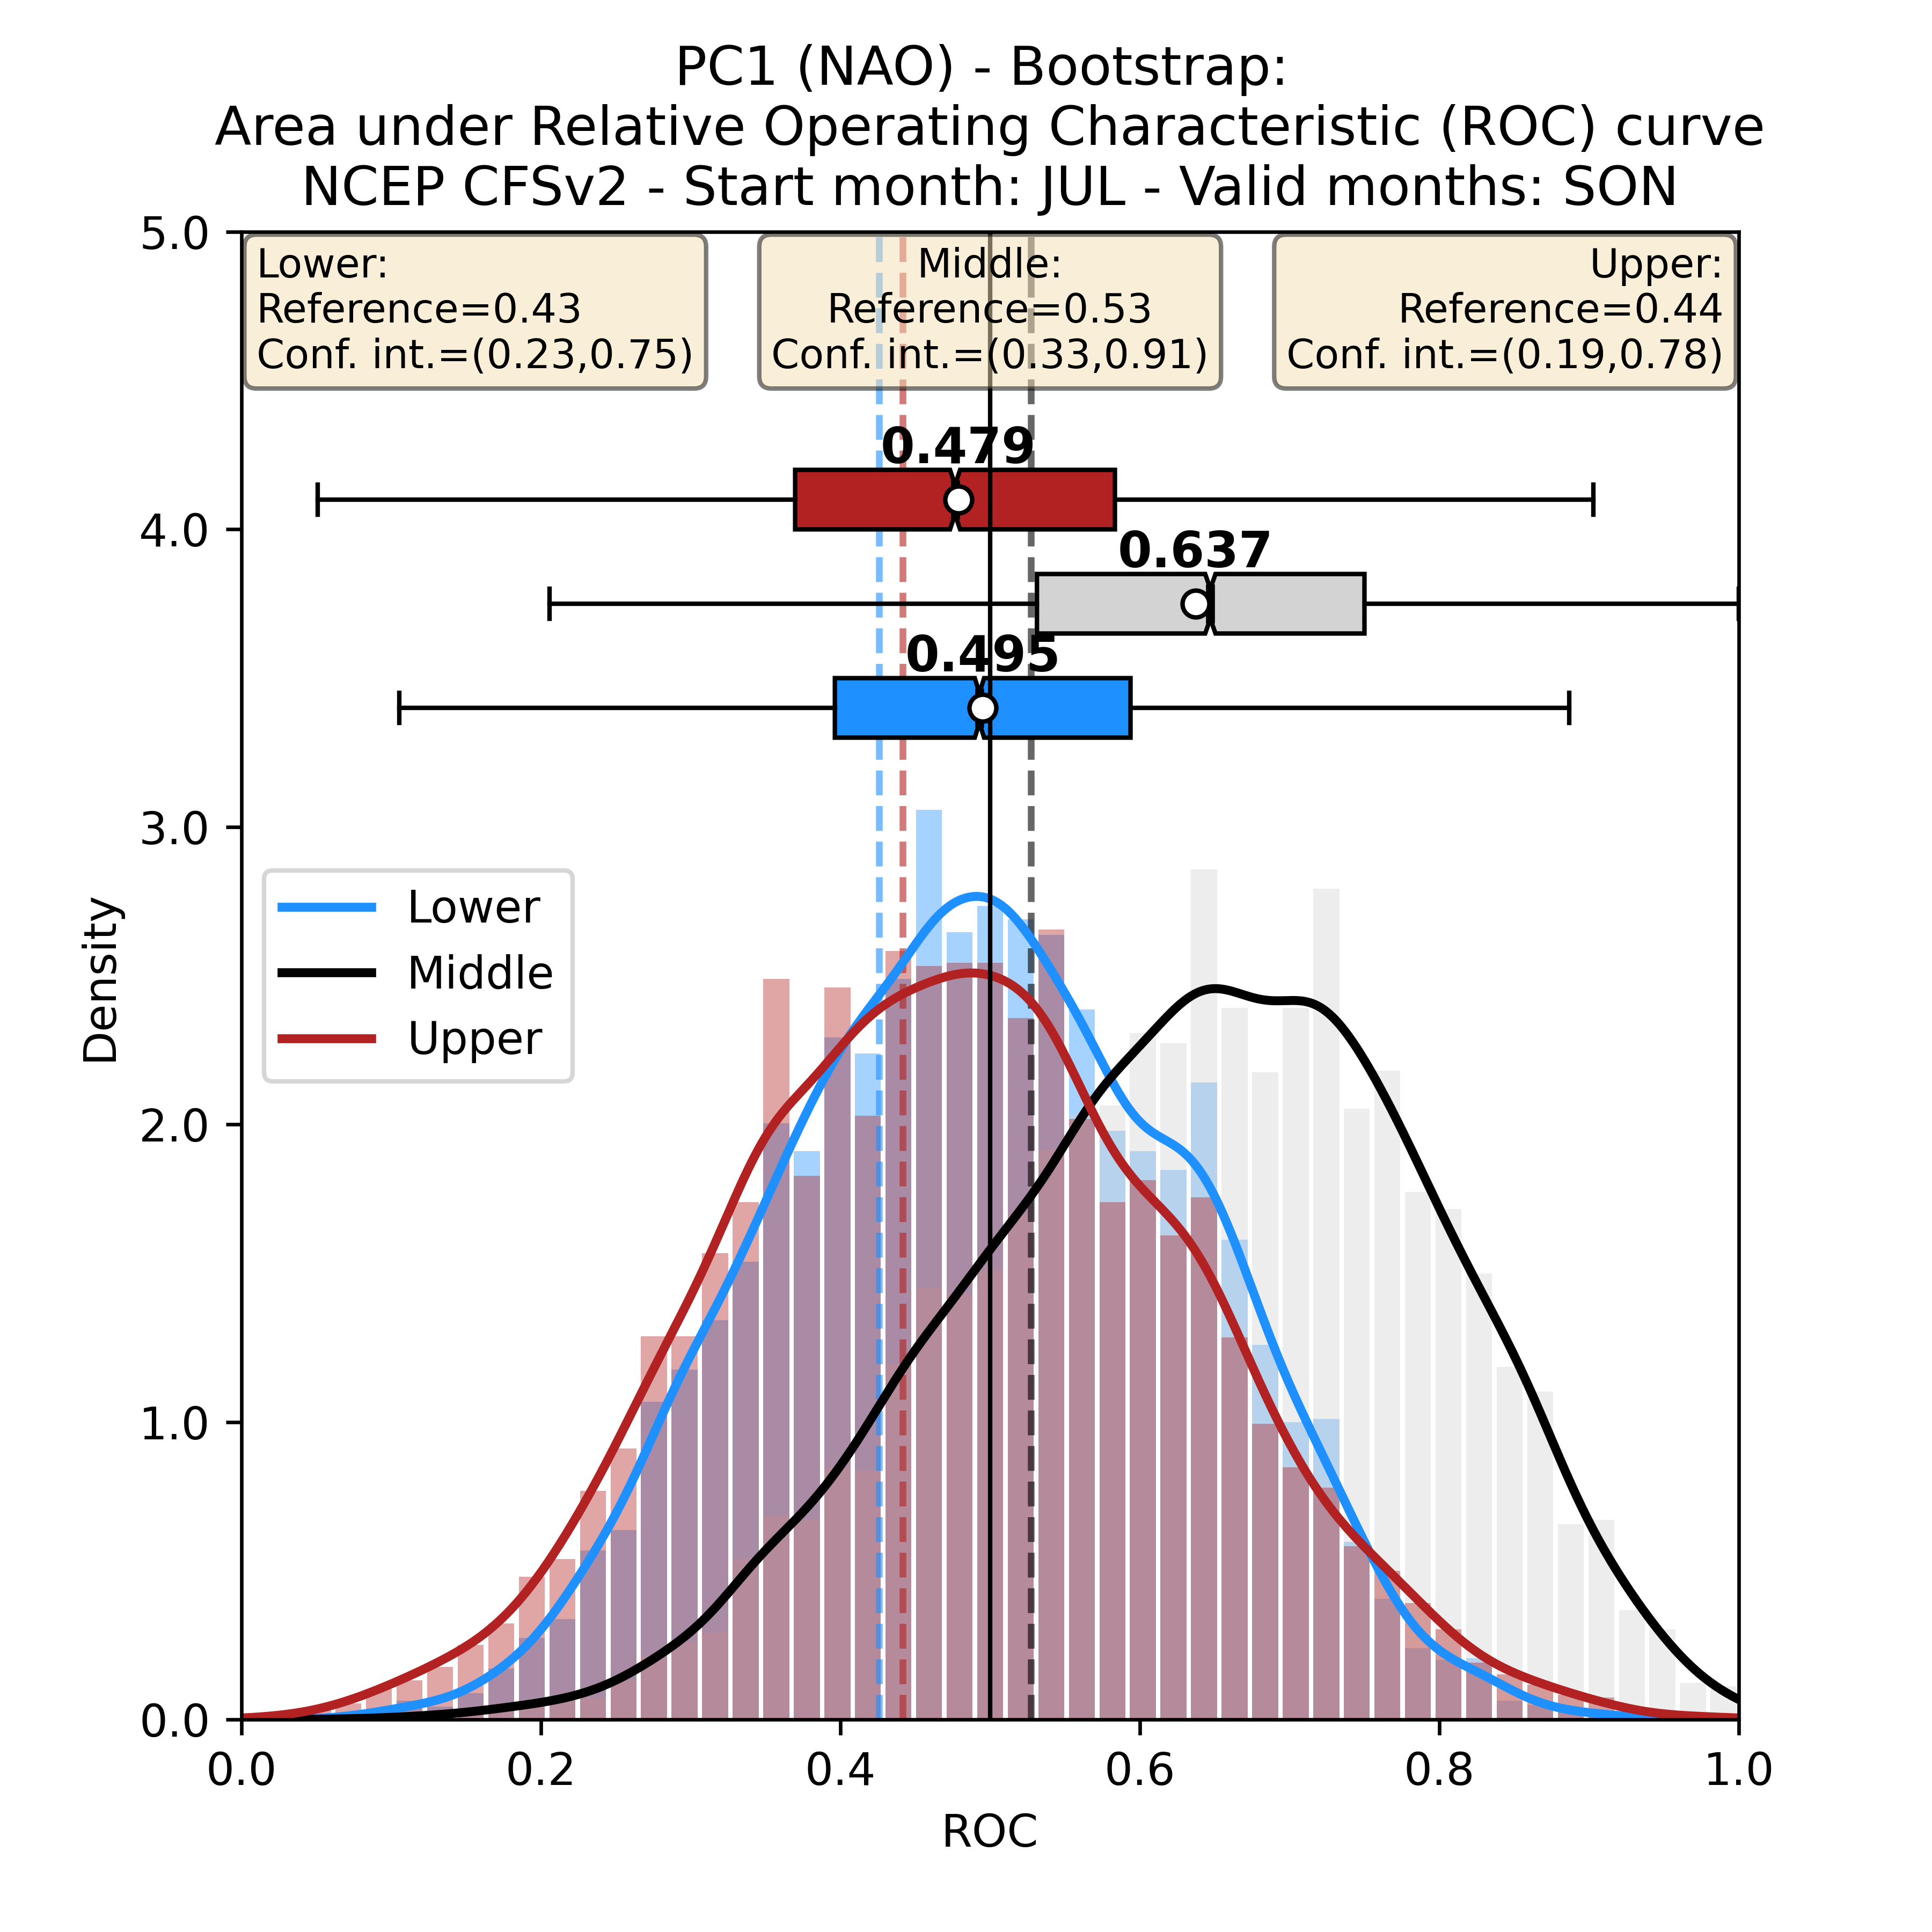 PC1 (NAO) - Bootstrap:
Area under Relative Operating Characteristic (ROC) curve
NCEP CFSv2 - Start month: JUL - Valid months: SON
Lower:
Reference=0.43
Conf. int.=(0.23,0.75)
Middle:
Reference=0.53
Conf. int.=(0.33,0.91)
Upper:
Reference=0.44
Conf. int.=(0.19,0.78)
0.479
0.637
0.495
Lower
Middle
Upper
Density
5.0
4.0
3.0
2.0
1.0
0.0
0.0 0.2 0.4 0.6 0.8 1.0
ROC